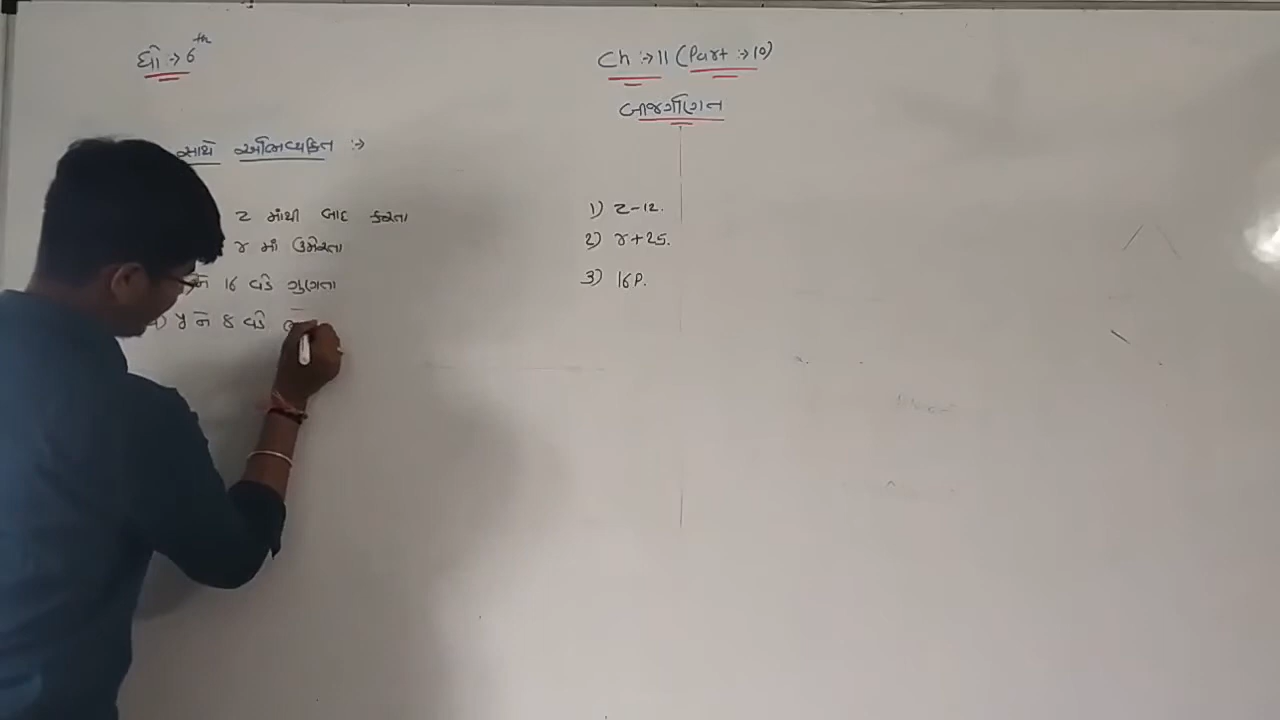 ધો :-> 6th
Ch :-> 11 (Part :-> 10)
બીજગણિત
સાથે અભિવ્યક્તિ :->
z માંથી બાદ કરતા
r માં ઉમેરતા
ને 16 વડે ગુણતા
y ને 8 વડે
1) z-12.
2) r+25.
3) 16P.